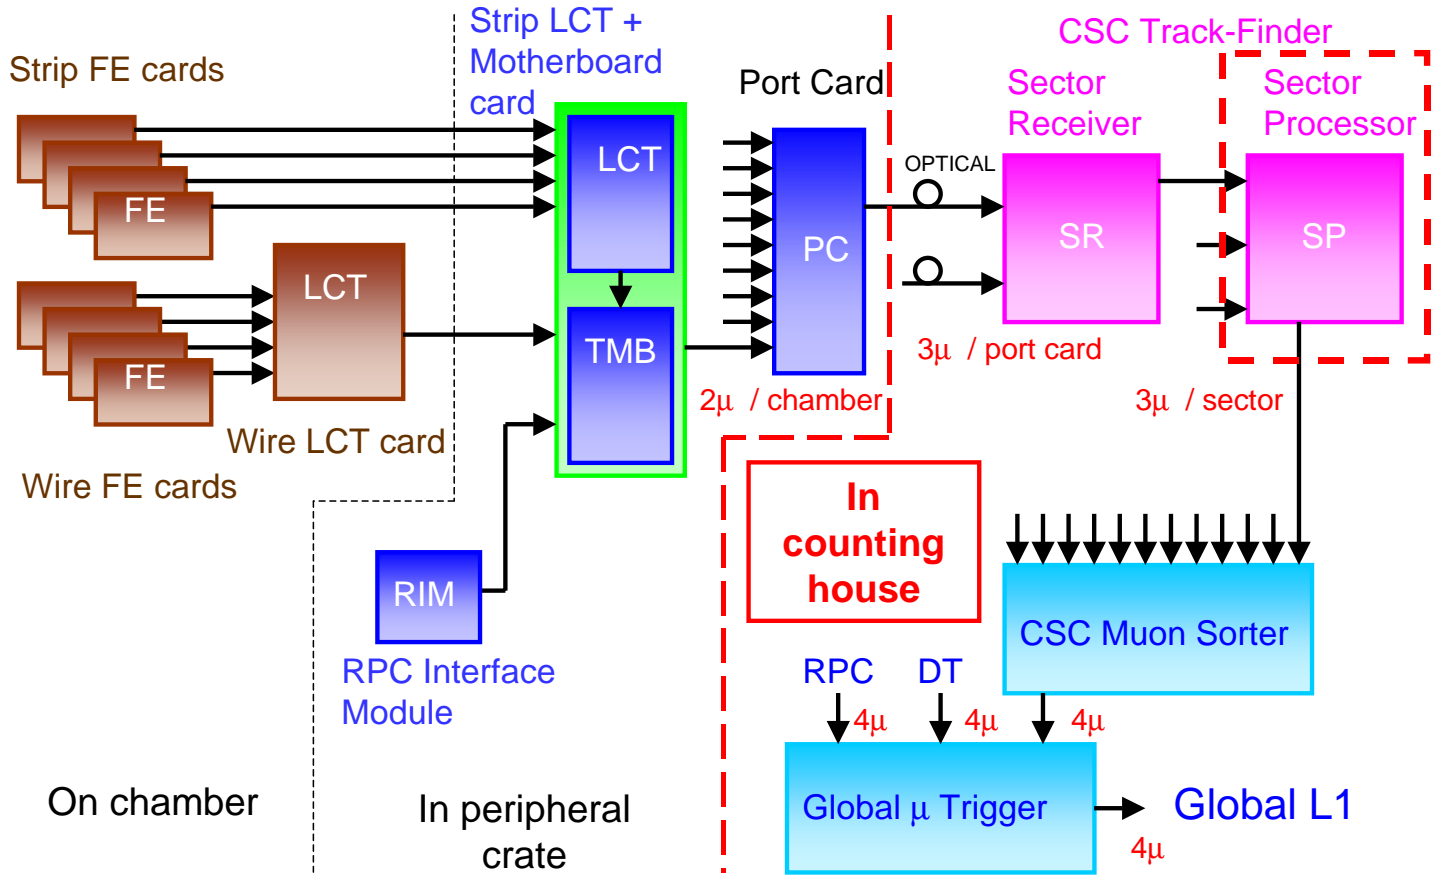 Strip LCT +
Motherboard
card
CSC Track-Finder
Strip FE cards
Port Card
Sector
Receiver
Sector
Processor
LCT
OPTICAL
FE
PC
SR
SP
LCT
TMB
3μ / port card
FE
2μ / chamber
3μ / sector
Wire LCT card
Wire FE cards
In
counting
house
RIM
CSC Muon Sorter
RPC Interface
Module
RPC
DT
4μ
4μ
4μ
On chamber
In peripheral
crate
Global μ Trigger
Global L1
4μ